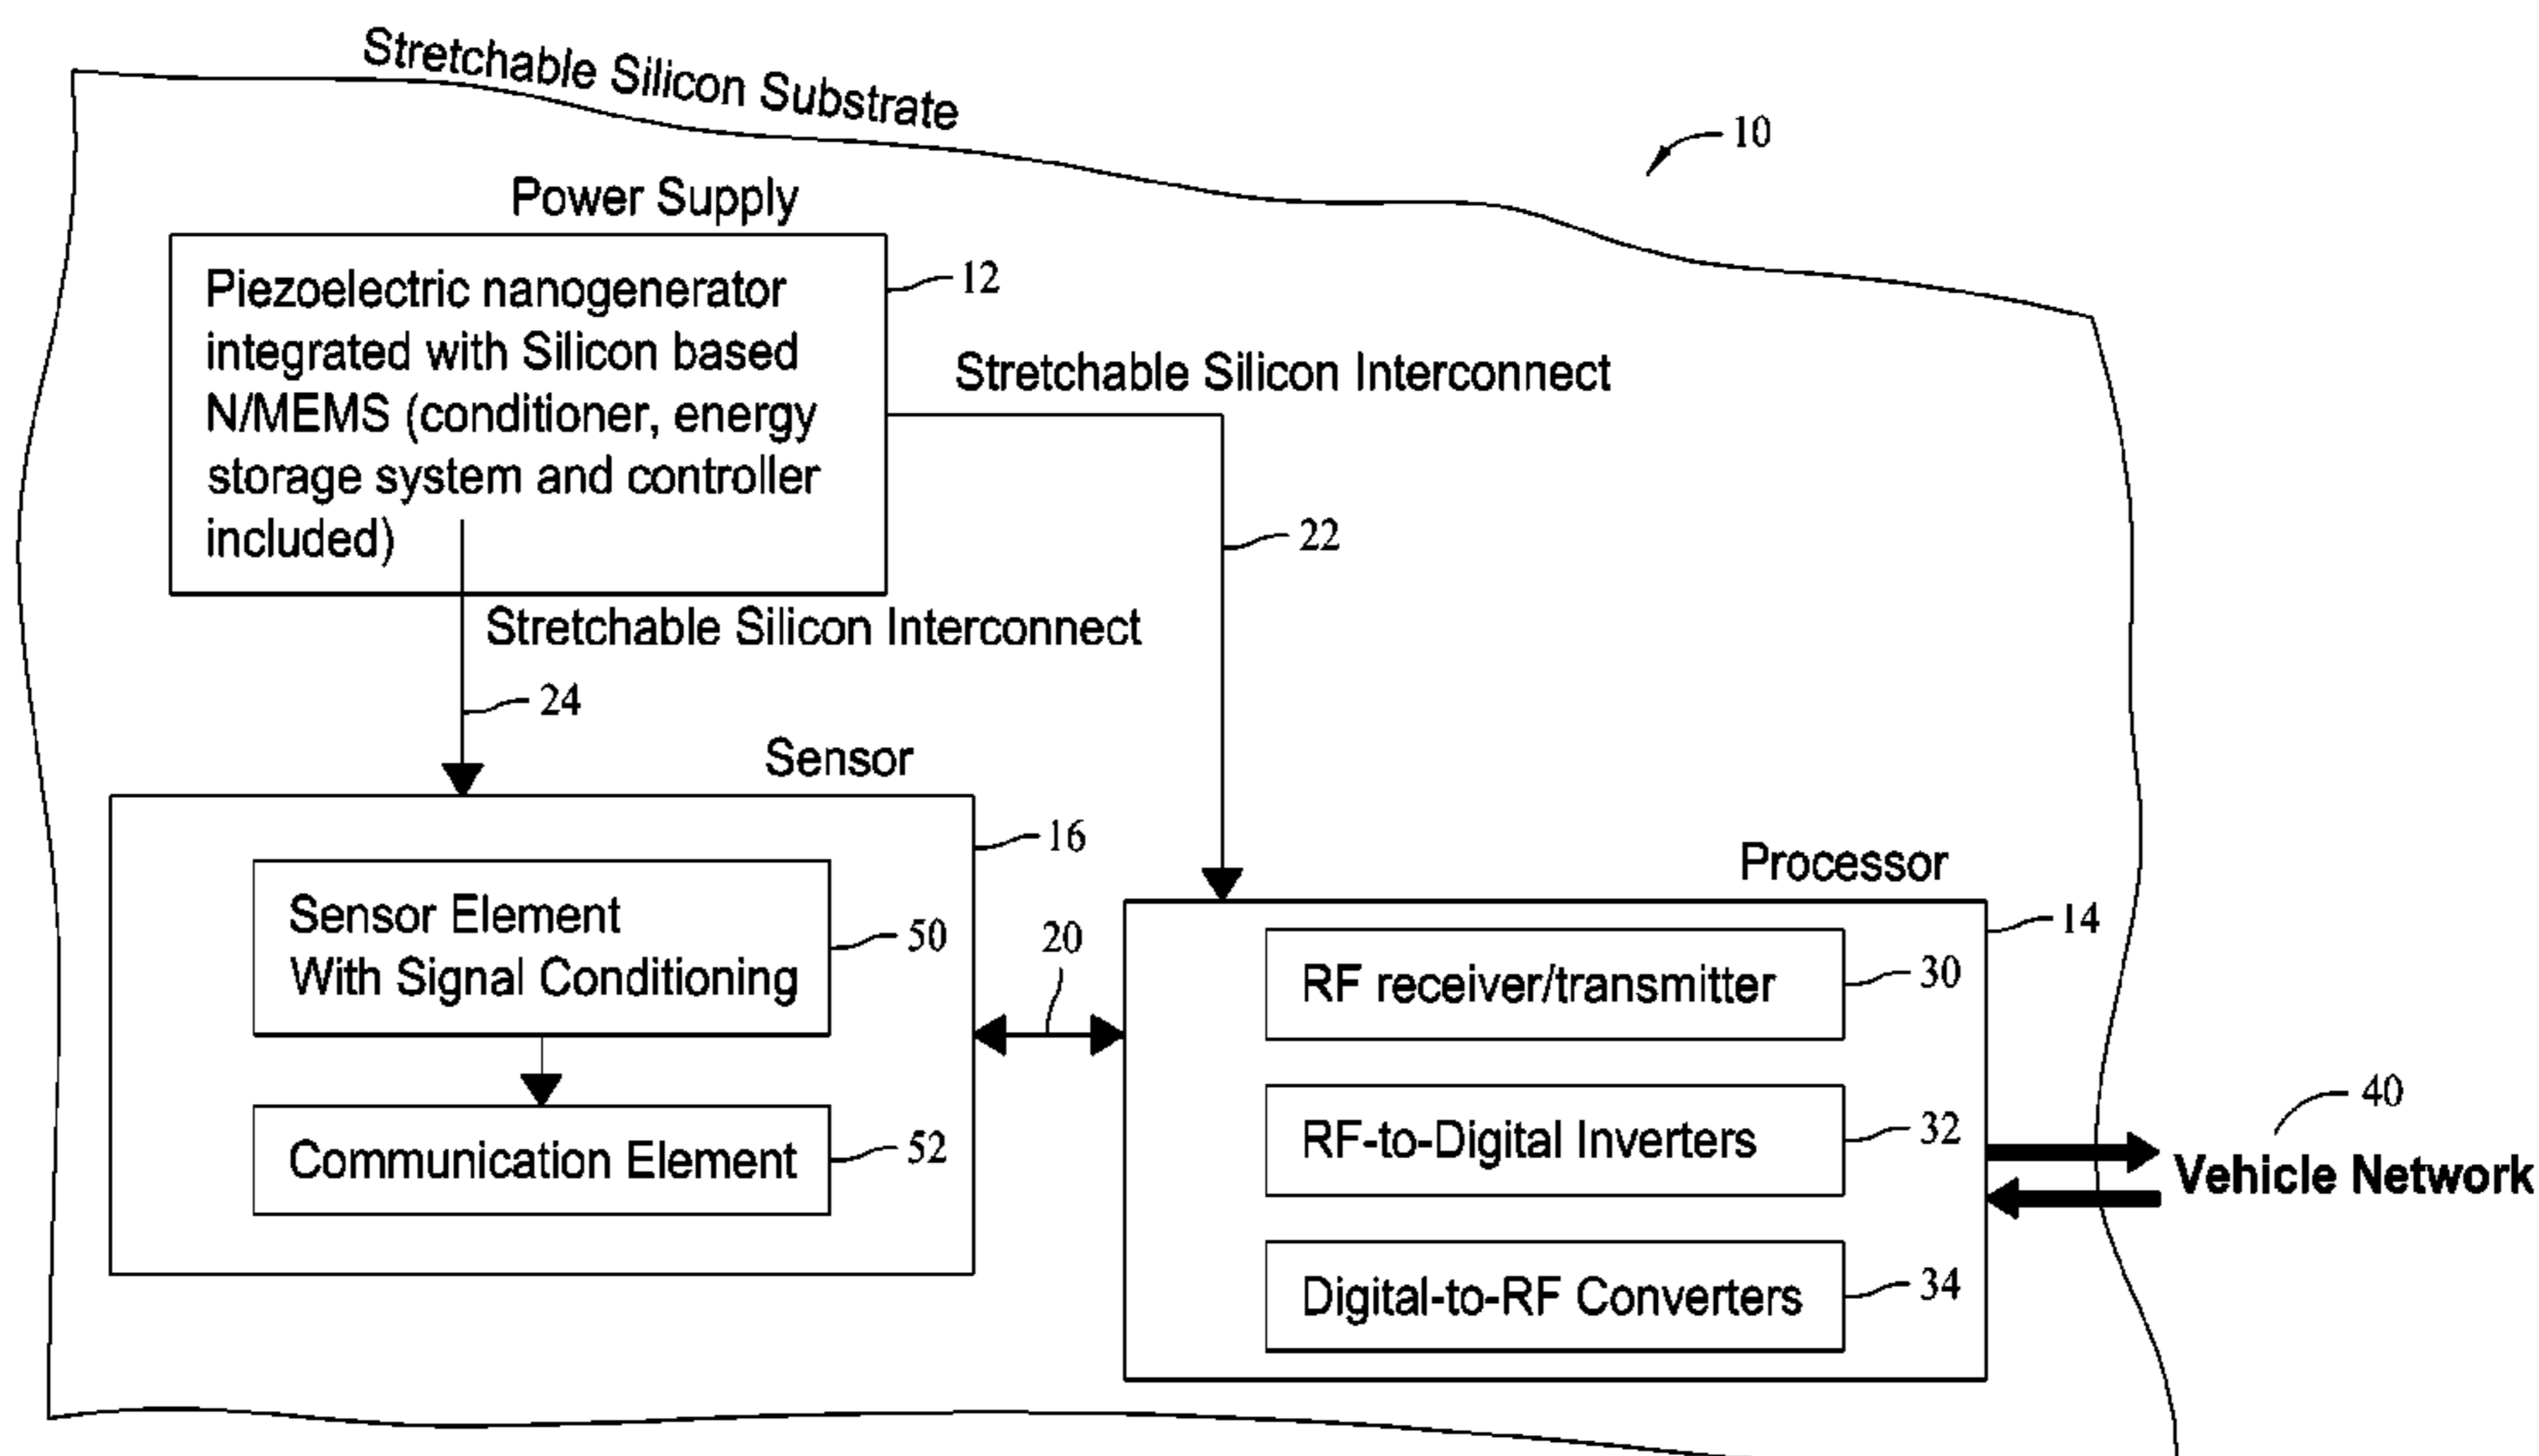 Stretchable Silicon Substrate
10
Power Supply
Piezoelectric nanogenerator
integrated with Silicon based
N/MEMS (conditioner, energy
storage system and controller
included)
12
Stretchable Silicon Interconnect
22
Stretchable Silicon Interconnect
24
Sensor
16
Sensor Element
With Signal Conditioning
50
Communication Element
52
20
Processor
14
RF receiver/transmitter
30
RF-to-Digital Inverters
32
Digital-to-RF Converters
34
40
Vehicle Network